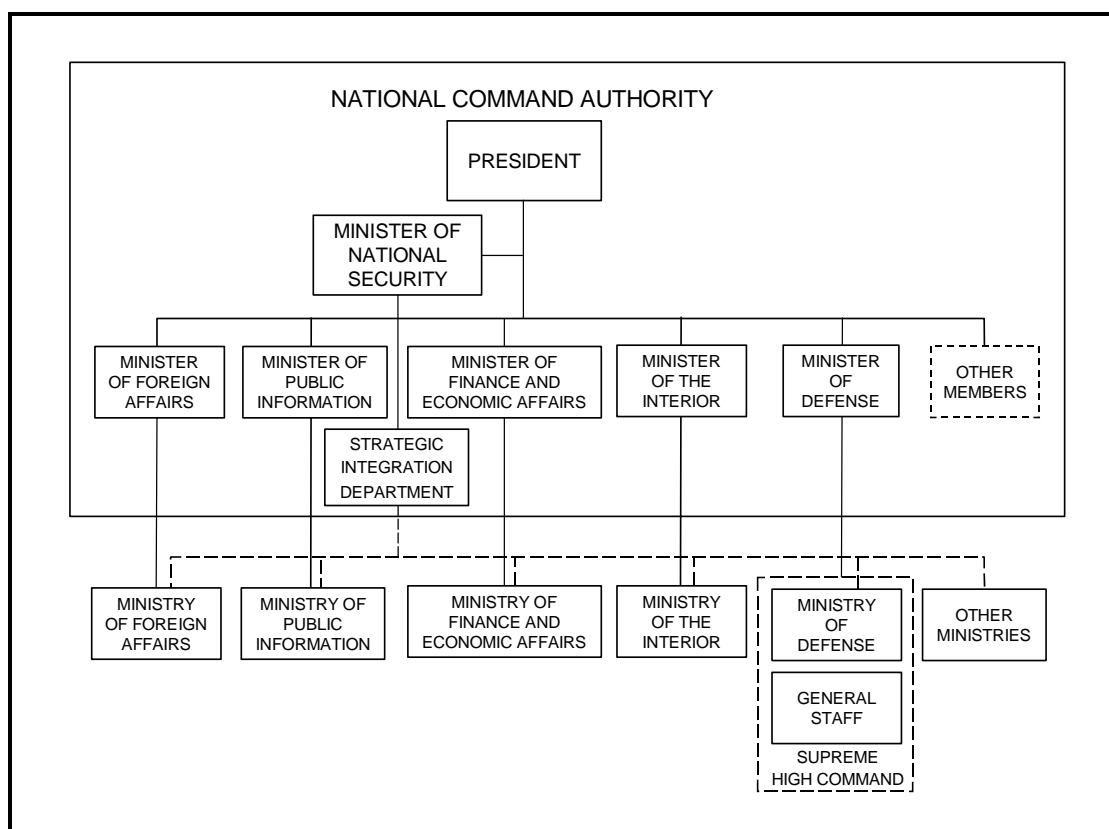 NATIONAL COMMAND AUTHORITY
PRESIDENT
MINISTER OF
NATIONAL
SECURITY
MINISTER
OF FOREIGN
AFFAIRS
MINISTER OF
PUBLIC
INFORMATION
MINISTER OF
FINANCE AND
ECONOMIC AFFAIRS
MINISTER
OF THE
INTERIOR
MINISTER
OF
DEFENSE
OTHER
MEMBERS
STRATEGIC
INTEGRATION
DEPARTMENT
MINISTRY
OF FOREIGN
AFFAIRS
MINISTRY OF
PUBLIC
INFORMATION
MINISTRY OF
FINANCE AND
ECONOMIC AFFAIRS
MINISTRY
OF THE
INTERIOR
MINISTRY
OF
DEFENSE
OTHER
MINISTRIES
GENERAL
STAFF
SUPREME
HIGH COMMAND